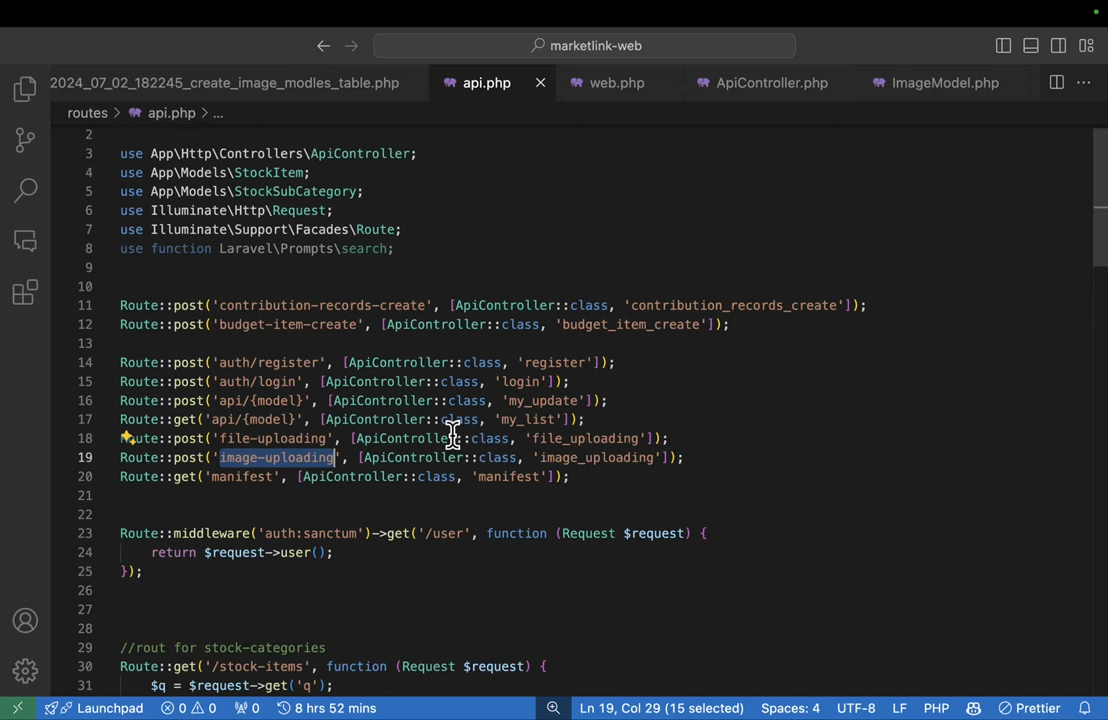 marketlink-web
2024_07_02_182245_create_image_modles_table.php
api.php
web.php
ApiController.php
ImageModel.php
routes > api.php > ...
2
3 use App\Http\Controllers\ApiController;
4 use App\Models\StockItem;
5 use App\Models\StockSubCategory;
6 use Illuminate\Http\Request;
7 use Illuminate\Support\Facades\Route;
8 use function Laravel\Prompts\search;
9
10
11 Route::post('contribution-records-create', [ApiController::class, 'contribution_records_create']);
12 Route::post('budget-item-create', [ApiController::class, 'budget_item_create']);
13
14 Route::post('auth/register', [ApiController::class, 'register']);
15 Route::post('auth/login', [ApiController::class, 'login']);
16 Route::post('api/{model}', [ApiController::class, 'my_update']);
17 Route::get('api/{model}', [ApiController::class, 'my_list']);
18 Route::post('file-uploading', [ApiController::class, 'file_uploading']);
19 Route::post('image-uploading', [ApiController::class, 'image_uploading']);
20 Route::get('manifest', [ApiController::class, 'manifest']);
21
22
23 Route::middleware('auth:sanctum')->get('/user', function (Request $request) {
24 return $request->user();
25 });
26
27
28
29 //rout for stock-categories
30 Route::get('/stock-items', function (Request $request) {
31 $q = $request->get('q');
Launchpad 0 0 0 8 hrs 52 mins Ln 19, Col 29 (15 selected) Spaces: 4 UTF-8 LF PHP Prettier